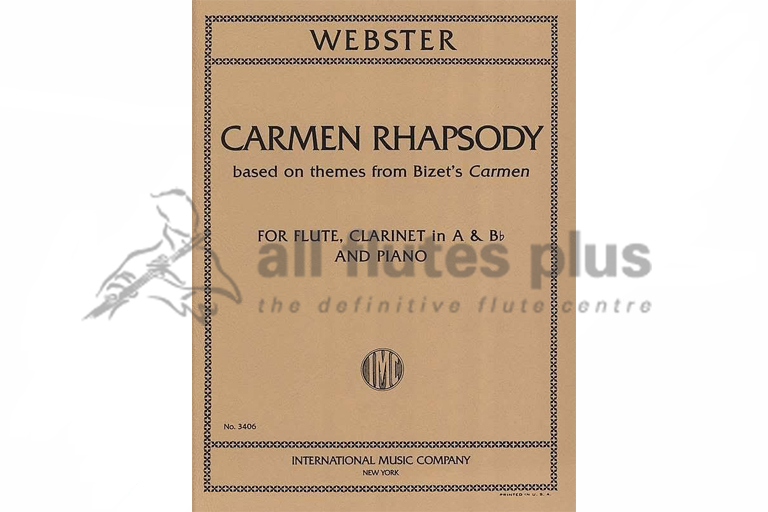 WEBSTER
CARMEN RHAPSODY
based on themes from Bizet's Carmen
FOR FLUTE, CLARINET in A & B♭
AND PIANO
all flutes plus
the definitive flute centre
IMC
No. 3406
INTERNATIONAL MUSIC COMPANY
NEW YORK
PRINTED IN U. S. A.